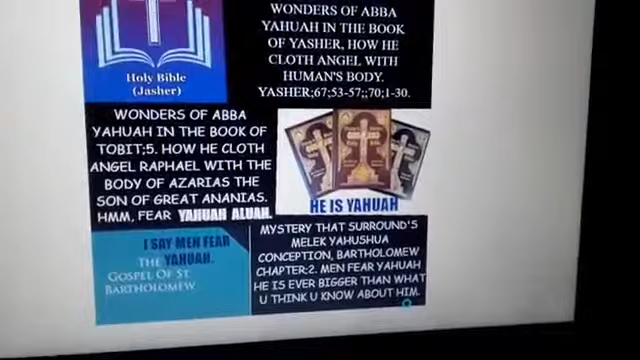 Holy Bible
(Jasher)
WONDERS OF ABBA
YAHUAH IN THE BOOK
OF YASHER, HOW HE
CLOTH ANGEL WITH
HUMAN'S BODY.
YASHER;67;53-57;;70;1-30.
WONDERS OF ABBA
YAHUAH IN THE BOOK OF
TOBIT;5. HOW HE CLOTH
ANGEL RAPHAEL WITH THE
BODY OF AZARIAS THE
SON OF GREAT ANANIAS.
HMM, FEAR YAHUAH ALUAH.
HE IS YAHUAH
I SAY MEN FEAR
THE YAHUAH.
GOSPEL OF ST.
BARTHOLOMEW
MYSTERY THAT SURROUND'S
MELEK YAHUSHUA
CONCEPTION, BARTHOLOMEW
CHAPTER:2. MEN FEAR YAHUAH
HE IS EVER BIGGER THAN WHAT
U THINK U KNOW ABOUT HIM.